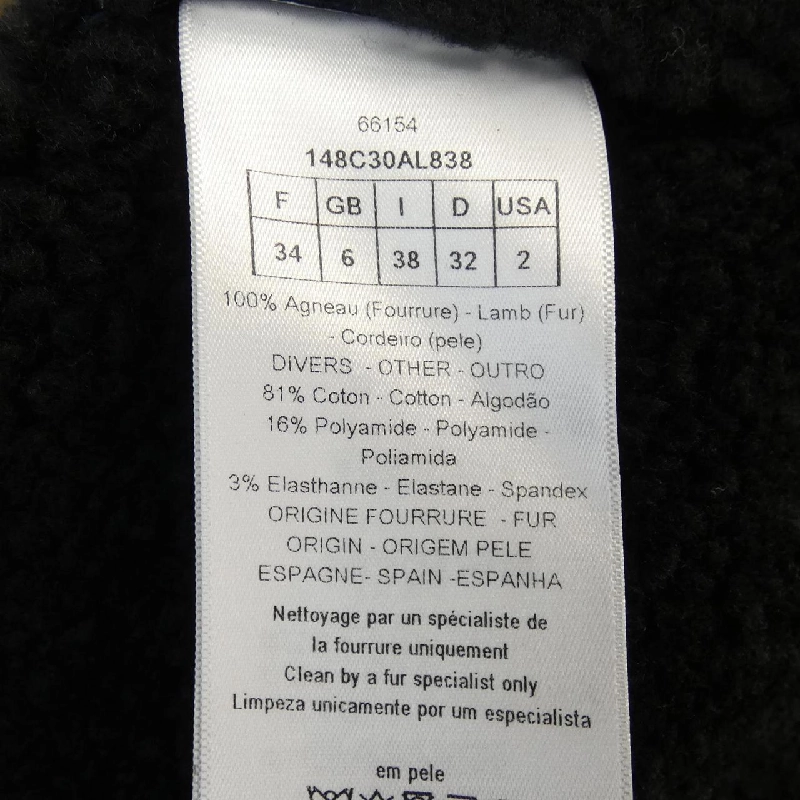 66154
148C30AL838
F GB I D USA
34 6 38 32 2
100% Agneau (Fourrure) - Lamb (Fur)
- Cordeiro (pele)
DIVERS - OTHER - OUTRO
81% Coton - Cotton - Algodão
16% Polyamide - Polyamide -
Poliamida
3% Elasthanne - Elastane - Spandex
ORIGINE FOURRURE - FUR
ORIGIN - ORIGEM PELE
ESPAGNE- SPAIN -ESPANHA
Nettoyage par un spécialiste de
la fourrure uniquement
Clean by a fur specialist only
Limpeza unicamente por um especialista
em pele